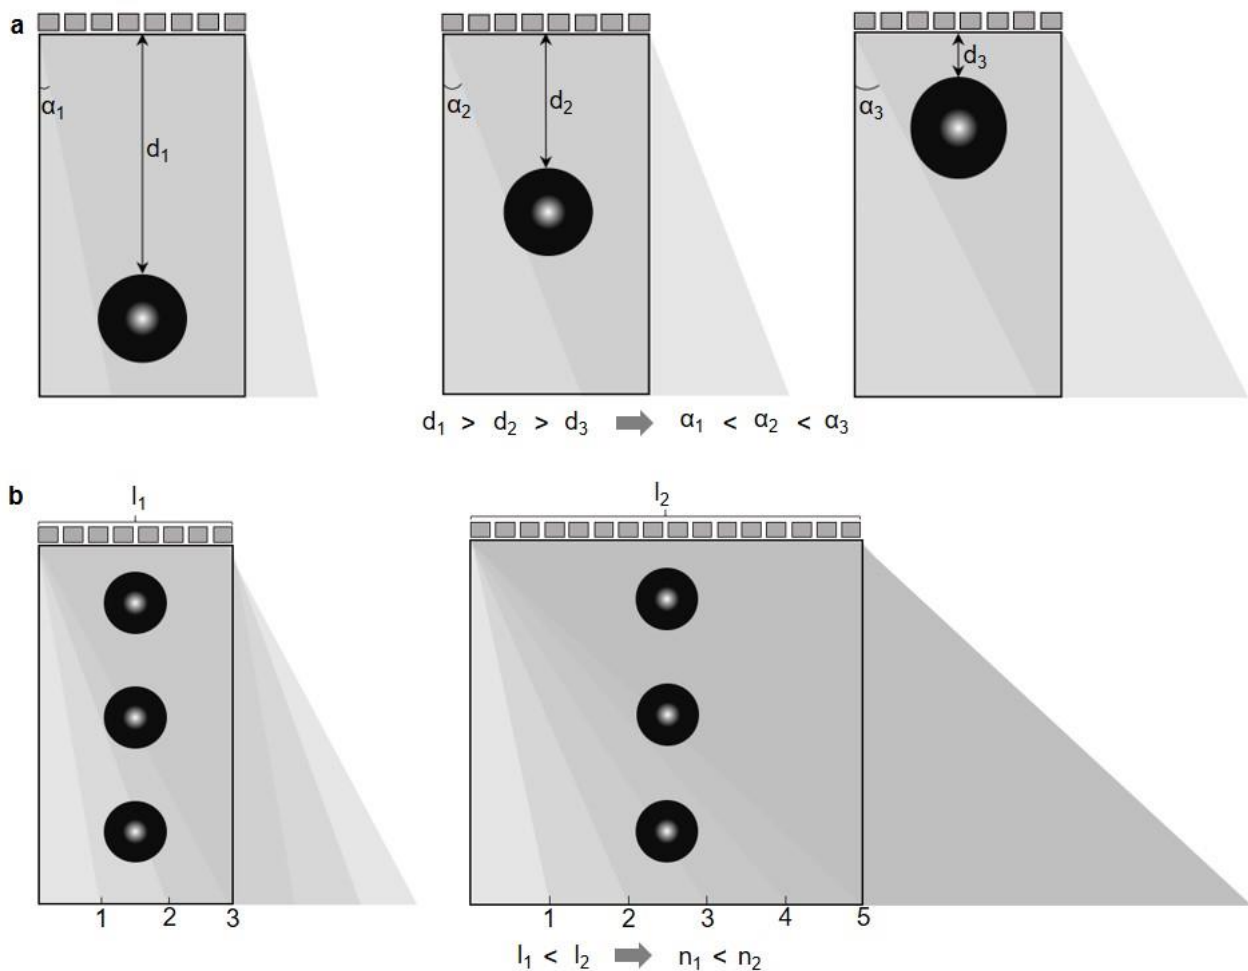 a
α₁ d₁
α₂ d₂
α₃ d₃
d₁ > d₂ > d₃ α₁ < α₂ < α₃
b
l₁
l₂
1 2 3
1 2 3 4 5
l₁ < l₂ n₁ < n₂